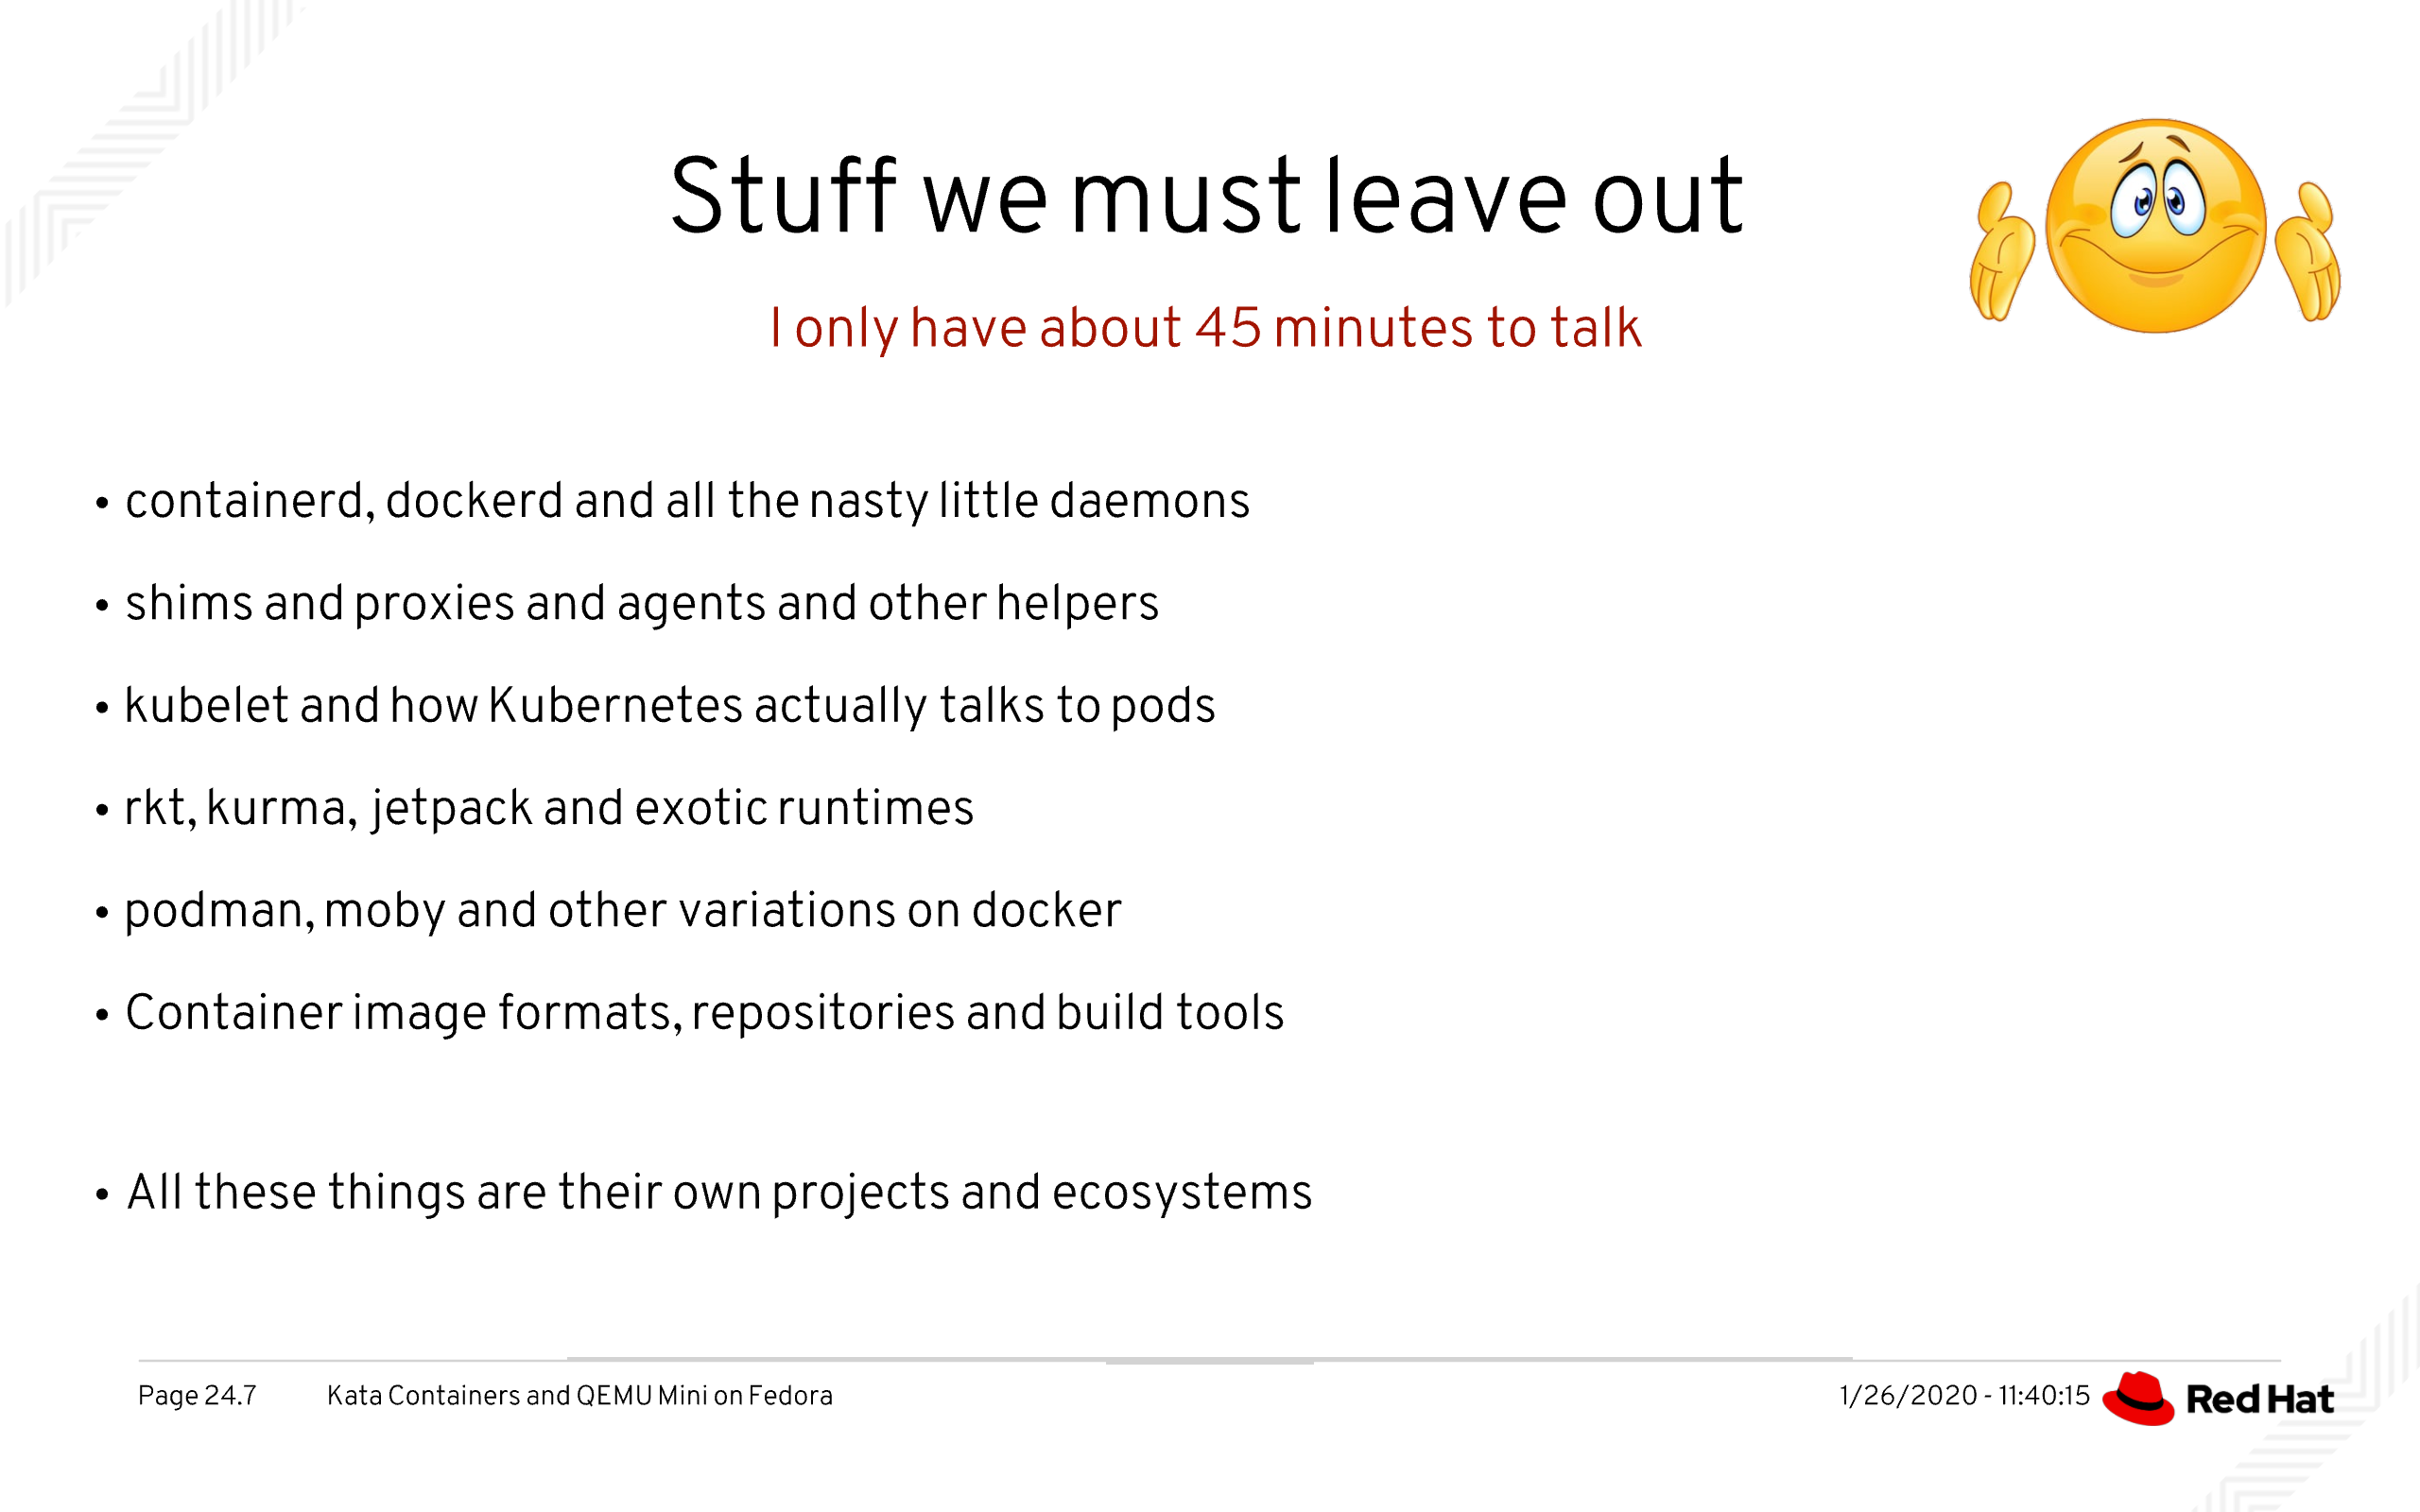 Stuff we must leave out
I only have about 45 minutes to talk
• containerd, dockerd and all the nasty little daemons
• shims and proxies and agents and other helpers
• kubelet and how Kubernetes actually talks to pods
• rkt, kurma, jetpack and exotic runtimes
• podman, moby and other variations on docker
• Container image formats, repositories and build tools
• All these things are their own projects and ecosystems
Page 24.7 Kata Containers and QEMU Mini on Fedora 1/26/2020 - 11:40:15 Red Hat